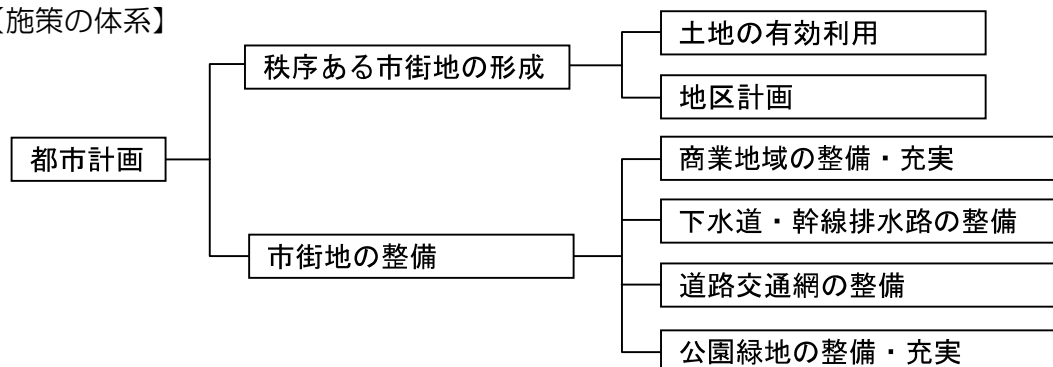 【施策の体系】
都市計画
秩序ある市街地の形成
土地の有効利用
地区計画
市街地の整備
商業地域の整備・充実
下水道・幹線排水路の整備
道路交通網の整備
公園緑地の整備・充実